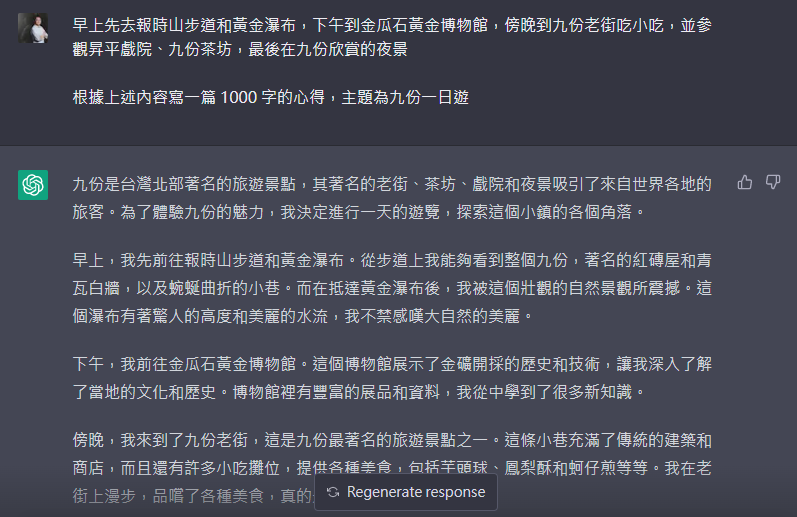 早上先去報時山步道和黃金瀑布，下午到金瓜石黃金博物館，傍晚到九份老街吃小吃，並參
觀昇平戲院、九份茶坊，最後在九份欣賞的夜景
根據上述內容寫一篇 1000 字的心得，主題為九份一日遊
九份是台灣北部著名的旅遊景點，其著名的老街、茶坊、戲院和夜景吸引了來自世界各地的
旅客。為了體驗九份的魅力，我決定進行一天的遊覽，探索這個小鎮的各個角落。
早上，我先前往報時山步道和黃金瀑布。從步道上我能夠看到整個九份，著名的紅磚屋和青
瓦白牆，以及蜿蜒曲折的小巷。而在抵達黃金瀑布後，我被這個壯觀的自然景觀所震撼。這
個瀑布有著驚人的高度和美麗的水流，我不禁感嘆大自然的美麗。
下午，我前往金瓜石黃金博物館。這個博物館展示了金礦開採的歷史和技術，讓我深入了解
了當地的文化和歷史。博物館裡有豐富的展品和資料，我從中學到了很多新知識。
傍晚，我來到了九份老街，這是九份最著名的旅遊景點之一。這條小巷充滿了傳統的建築和
商店，而且還有許多小吃攤位，提供各種美食，包括芋頭球、鳳梨酥和蚵仔煎等等。我在老
街上漫步，品嚐了各種美食，真的
Regenerate response